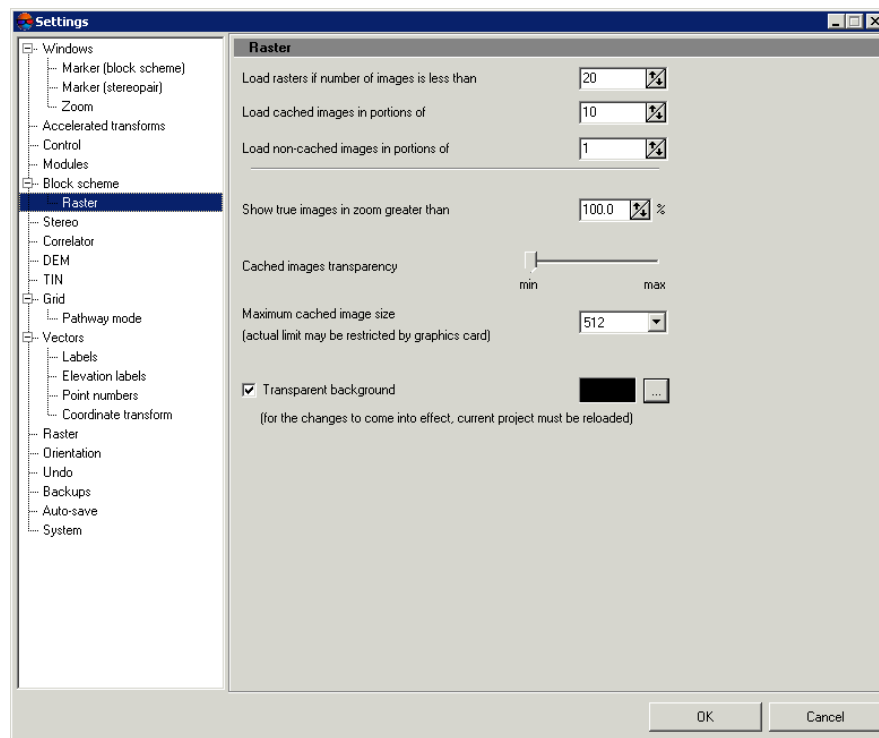 Settings
Windows
Marker (block scheme)
Marker (stereopair)
Zoom
Accelerated transforms
Control
Modules
Block scheme
Raster
Stereo
Correlator
DEM
TIN
Grid
Pathway mode
Vectors
Labels
Elevation labels
Point numbers
Coordinate transform
Raster
Orientation
Undo
Backups
Auto-save
System
Raster
Load rasters if number of images is less than 20
Load cached images in portions of 10
Load non-cached images in portions of 1
Show true images in zoom greater than 100.0 %
Cached images transparency
min max
Maximum cached image size
(actual limit may be restricted by graphics card) 512
Transparent background ...
(for the changes to come into effect, current project must be reloaded)
OK Cancel